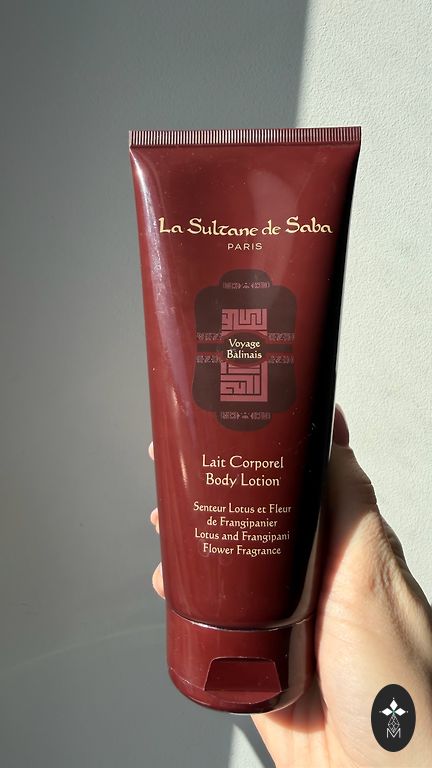 La Sultane de Saba
PARIS
Voyage
Balinais
Lait Corporel
Body Lotion
Senteur Lotus et Fleur
de Frangipanier
Lotus and Frangipani
Flower Fragrance
M